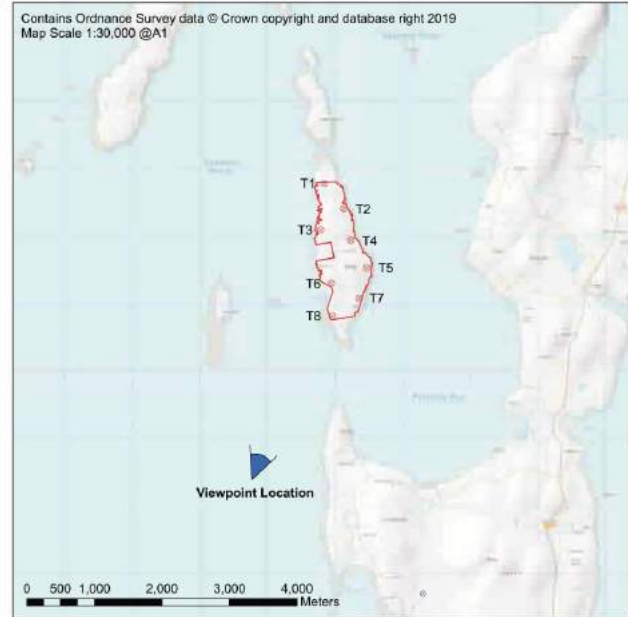 Contains Ordnance Survey data © Crown copyright and database right 2019
Map Scale 1:30,000 @A1
T1
T2
T3
T4
T5
T6
T7
T8
Viewpoint Location
0 500 1,000 2,000 3,000 4,000
Meters